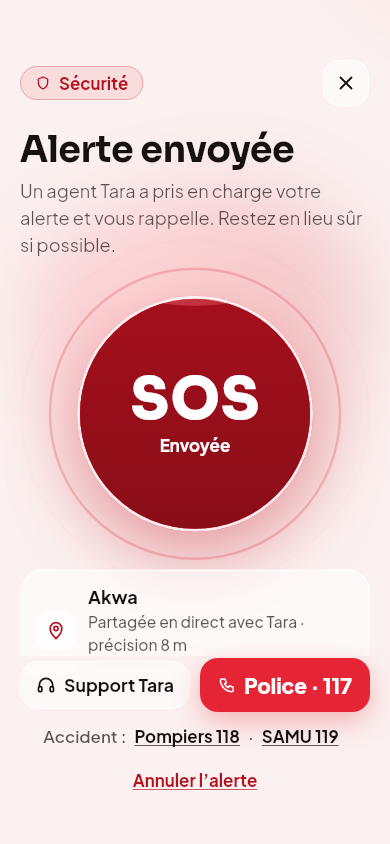 Sécurité
Alerte envoyée
Un agent Tara a pris en charge votre
alerte et vous rappelle. Restez en lieu sûr
si possible.
SOS
Envoyée
Akwa
Partagée en direct avec Tara ·
précision 8 m
Support Tara
Police · 117
Accident : Pompiers 118 · SAMU 119
Annuler l’alerte